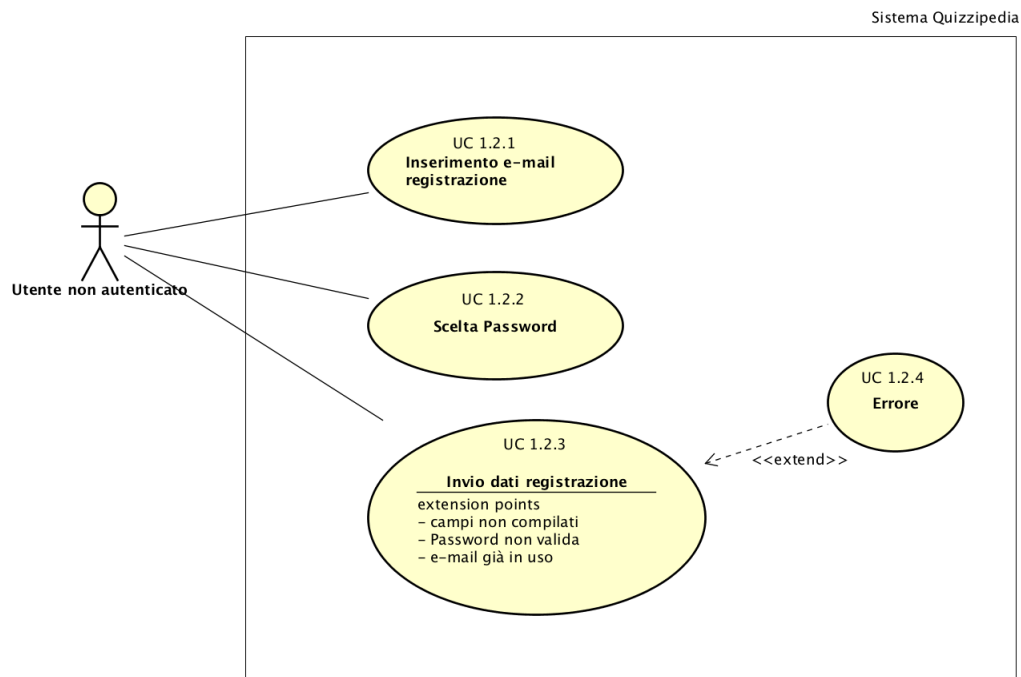 Sistema Quizzipedia
UC 1.2.1
Inserimento e-mail
registrazione
Utente non autenticato
UC 1.2.2
Scelta Password
UC 1.2.4
Errore
<<extend>>
UC 1.2.3
Invio dati registrazione
extension points
- campi non compilati
- Password non valida
- e-mail già in uso